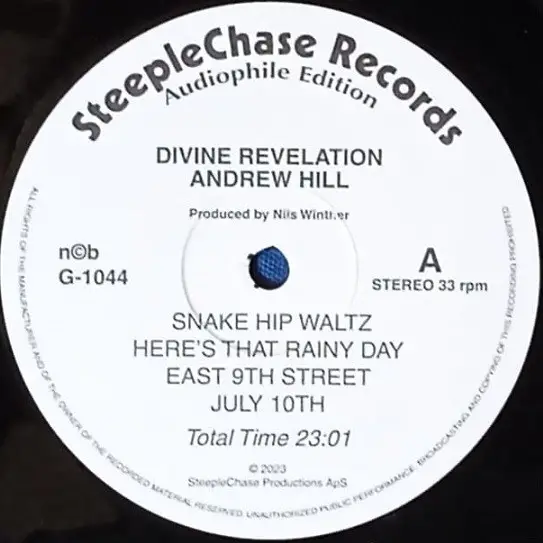 SteepleChase Records
Audiophile Edition
DIVINE REVELATION
ANDREW HILL
Produced by Nils Winther
n©b
G-1044
A
STEREO 33 rpm
SNAKE HIP WALTZ
HERE'S THAT RAINY DAY
EAST 9TH STREET
JULY 10TH
Total Time 23:01
© 2023
SteepleChase Productions ApS
ALL RIGHTS OF THE MANUFACTURER AND OF THE OWNER OF THE RECORDED MATERIAL RESERVED. UNAUTHORIZED PUBLIC PERFORMANCE, BROADCASTING AND COPYING OF THIS RECORDING PROHIBITED